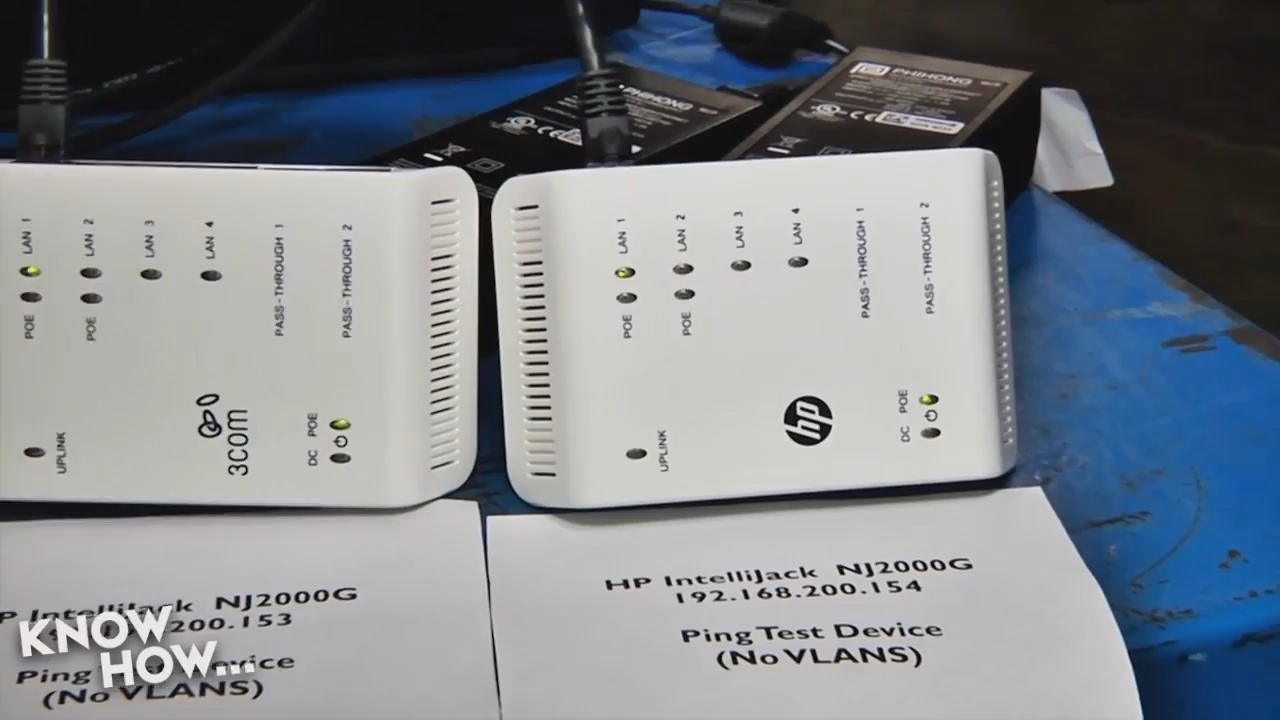 PHIHONG
PHIHONG
LAN 1
LAN 2
LAN 3
LAN 4
PASS-THROUGH 1
PASS-THROUGH 2
POE
POE
UPLINK
3com
DC POE
LAN 1
LAN 2
LAN 3
LAN 4
PASS-THROUGH 1
PASS-THROUGH 2
POE
POE
UPLINK
hp
DC POE
P IntelliJack NJ2000G
200.153
Ping Test Device
(No VLANS)
HP IntelliJack NJ2000G
192.168.200.154
Ping Test Device
(No VLANS)
KNOW
HOW...